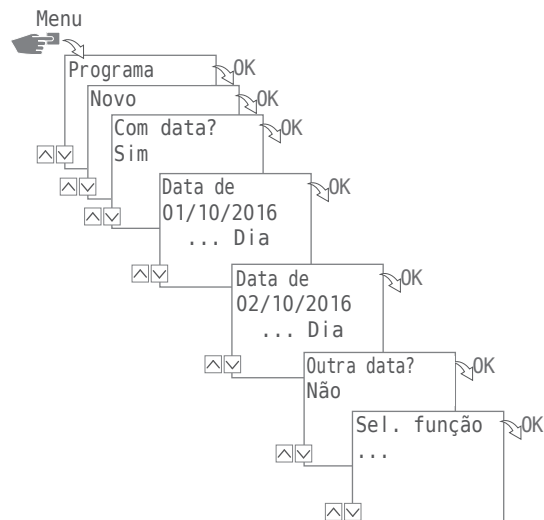 Menu
Programa
OK
Novo
OK
Com data?
OK
Sim
Data de
OK
01/10/2016
... Dia
Data de
OK
02/10/2016
... Dia
Outra data?
OK
Não
Sel. função
OK
...